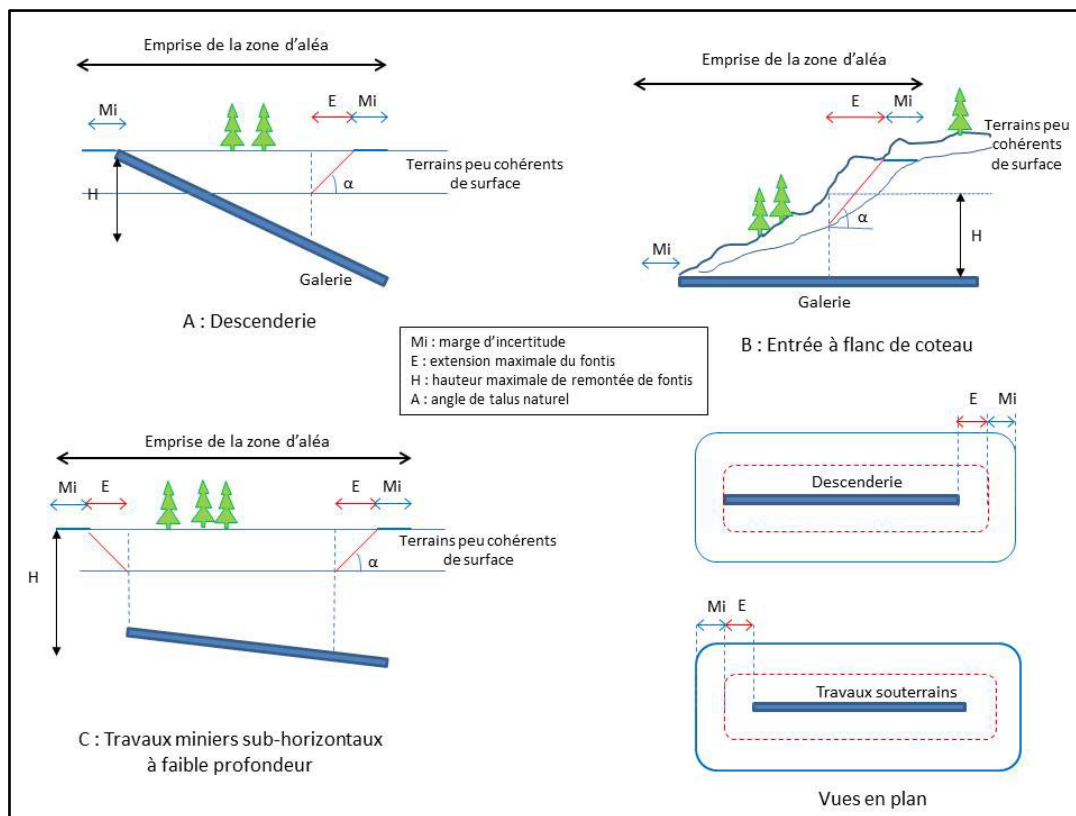 Emprise de la zone d'aléa
Mi
E
Mi
H
α
Terrains peu cohérents
de surface
Galerie
A : Descenderie
Emprise de la zone d'aléa
E
Mi
Terrains peu
cohérents
de surface
α
H
Mi
Galerie
B : Entrée à flanc de coteau
Mi : marge d'incertitude
E : extension maximale du fontis
H : hauteur maximale de remontée de fontis
A : angle de talus naturel
Emprise de la zone d'aléa
Mi
E
E
Mi
Terrains peu cohérents
de surface
α
H
C : Travaux miniers sub-horizontaux
à faible profondeur
E
Mi
Descenderie
Mi
E
Travaux souterrains
Vues en plan